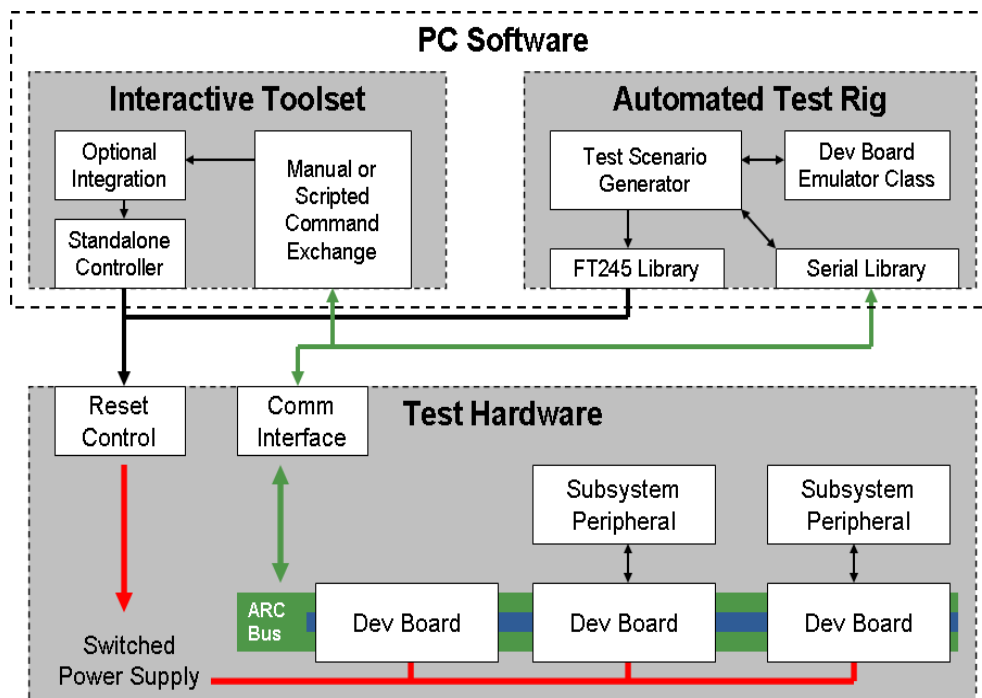 PC Software
Interactive Toolset
Optional
Integration
Manual or
Scripted
Command
Exchange
Standalone
Controller
Automated Test Rig
Test Scenario
Generator
Dev Board
Emulator Class
FT245 Library
Serial Library
Test Hardware
Reset
Control
Comm
Interface
Subsystem
Peripheral
Subsystem
Peripheral
ARC
Bus
Dev Board
Dev Board
Dev Board
Switched
Power Supply